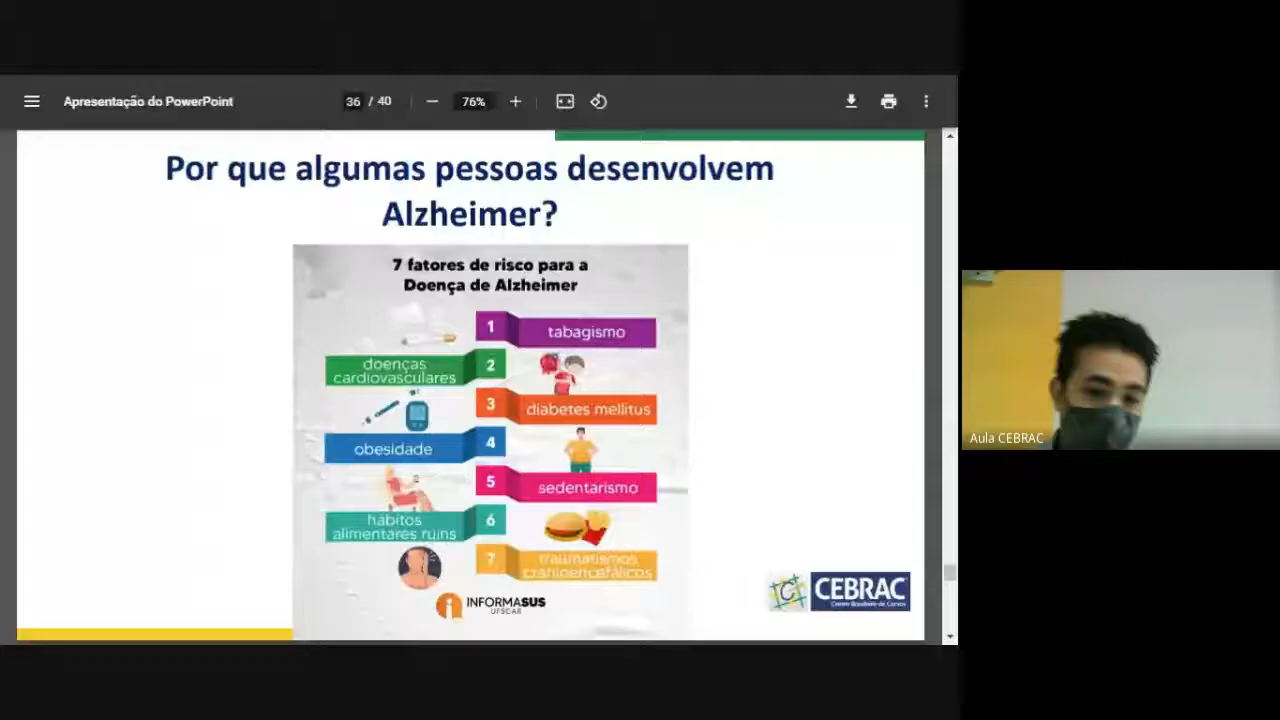 Apresentação do PowerPoint
36 / 40
76%
Por que algumas pessoas desenvolvem
Alzheimer?
7 fatores de risco para a
Doença de Alzheimer
1
tabagismo
doenças
cardiovasculares
2
3
diabetes mellitus
obesidade
4
5
sedentarismo
hábitos
alimentares ruins
6
7
traumatismos
cranioencefálicos
INFORMASUS
UFSCAR
CEBRAC
Centro Brasileiro de Cursos
Aula CEBRAC